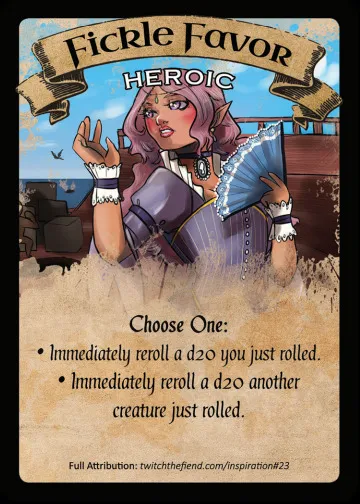 Fickle Favor
HEROIC
Choose One:
• Immediately reroll a d20 you just rolled.
• Immediately reroll a d20 another
creature just rolled.
Full Attribution: twitchthefiend.com/inspiration#23